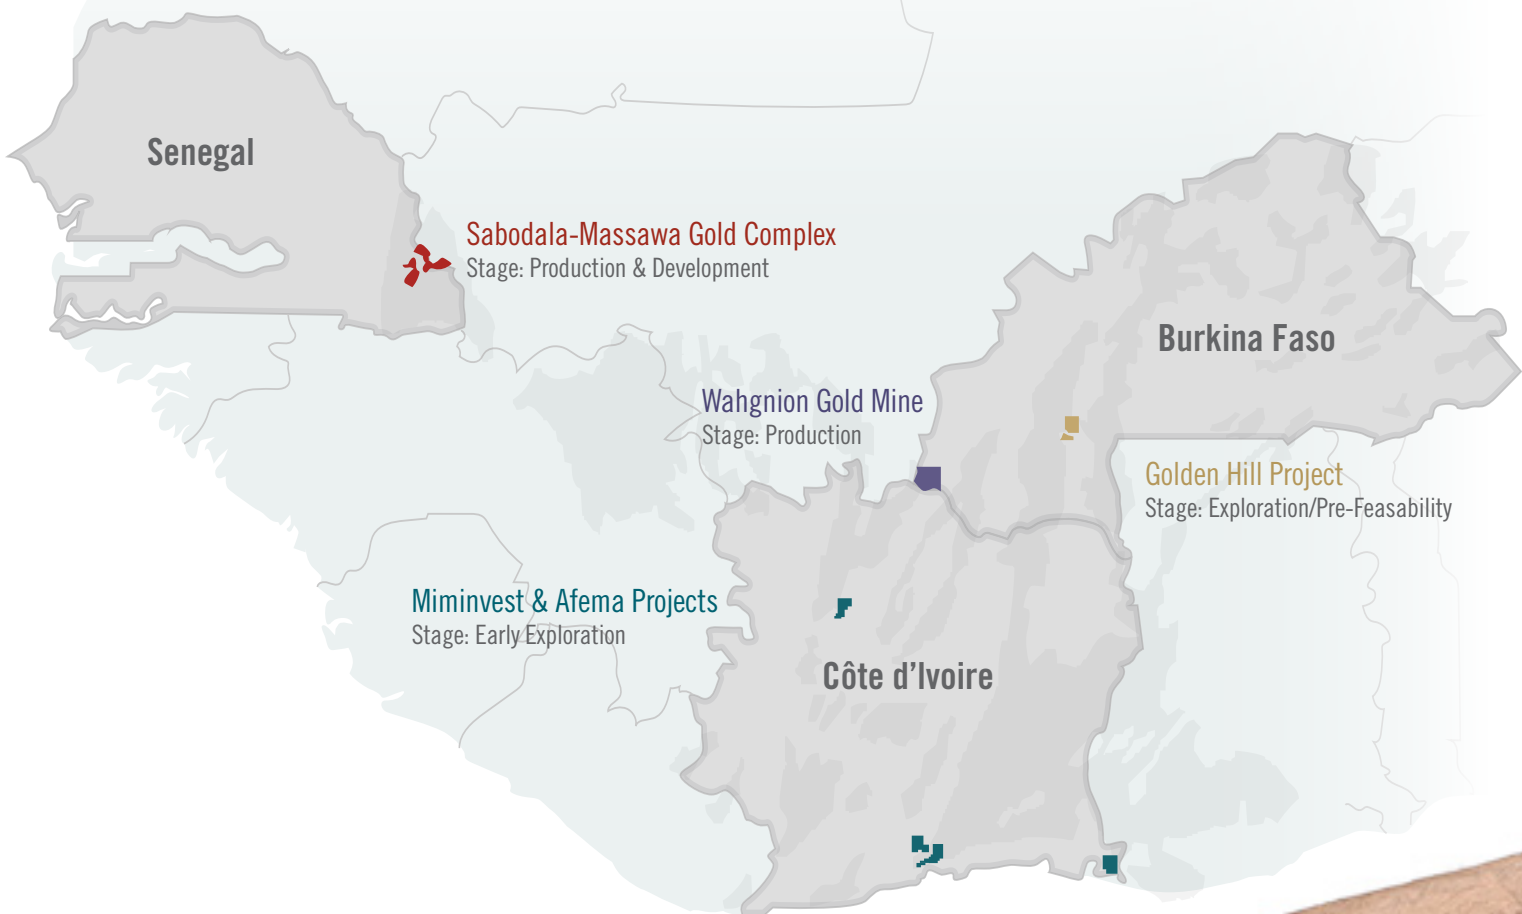 Senegal
Sabodala-Massawa Gold Complex
Stage: Production & Development
Burkina Faso
Wahgnion Gold Mine
Stage: Production
Golden Hill Project
Stage: Exploration/Pre-Feasability
Miminvest & Afema Projects
Stage: Early Exploration
Côte d’Ivoire